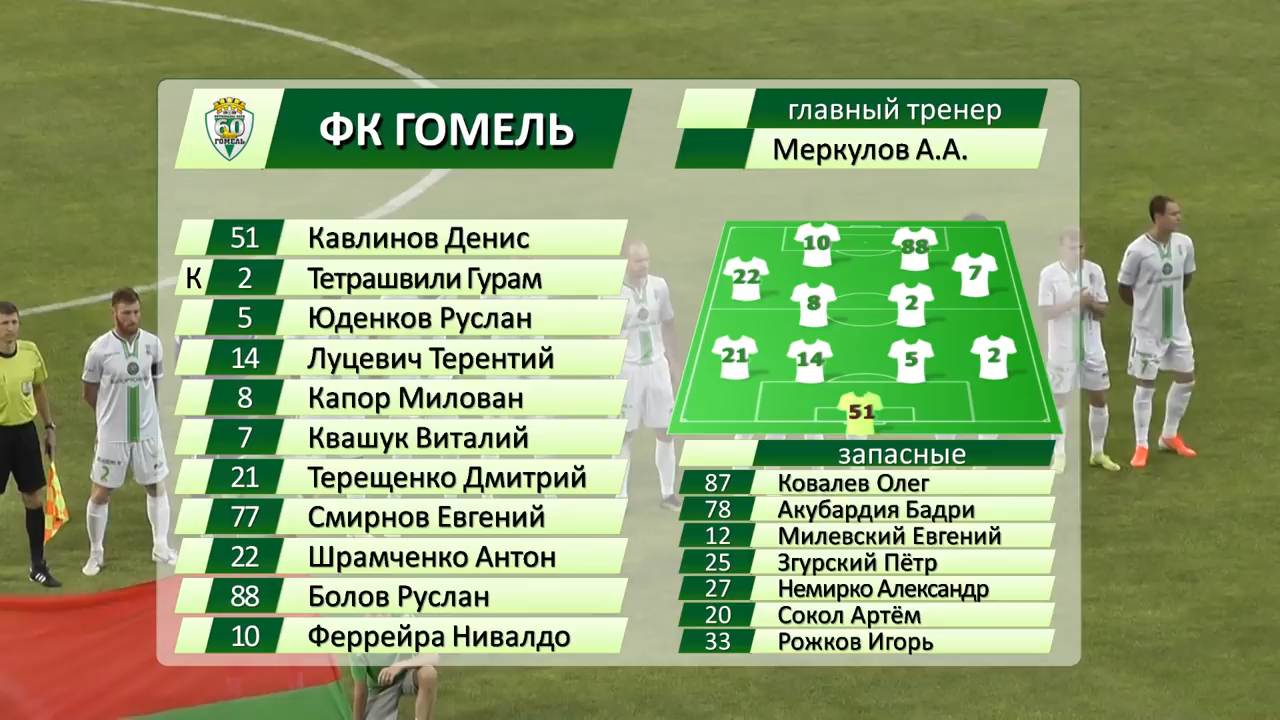 ФК ГОМЕЛЬ
60
ГОМЕЛЬ
главный тренер
Меркулов А.А.
51 Кавлинов Денис
К 2 Тетрашвили Гурам
5 Юденков Руслан
14 Луцевич Терентий
8 Капор Милован
7 Квашук Виталий
21 Терещенко Дмитрий
77 Смирнов Евгений
22 Шрамченко Антон
88 Болов Руслан
10 Феррейра Нивалдо
10 88
22 7
8 2
21 14 5 2
51
запасные
87 Ковалев Олег
78 Акубардия Бадри
12 Милевский Евгений
25 Згурский Пётр
27 Немирко Александр
20 Сокол Артём
33 Рожков Игорь
2